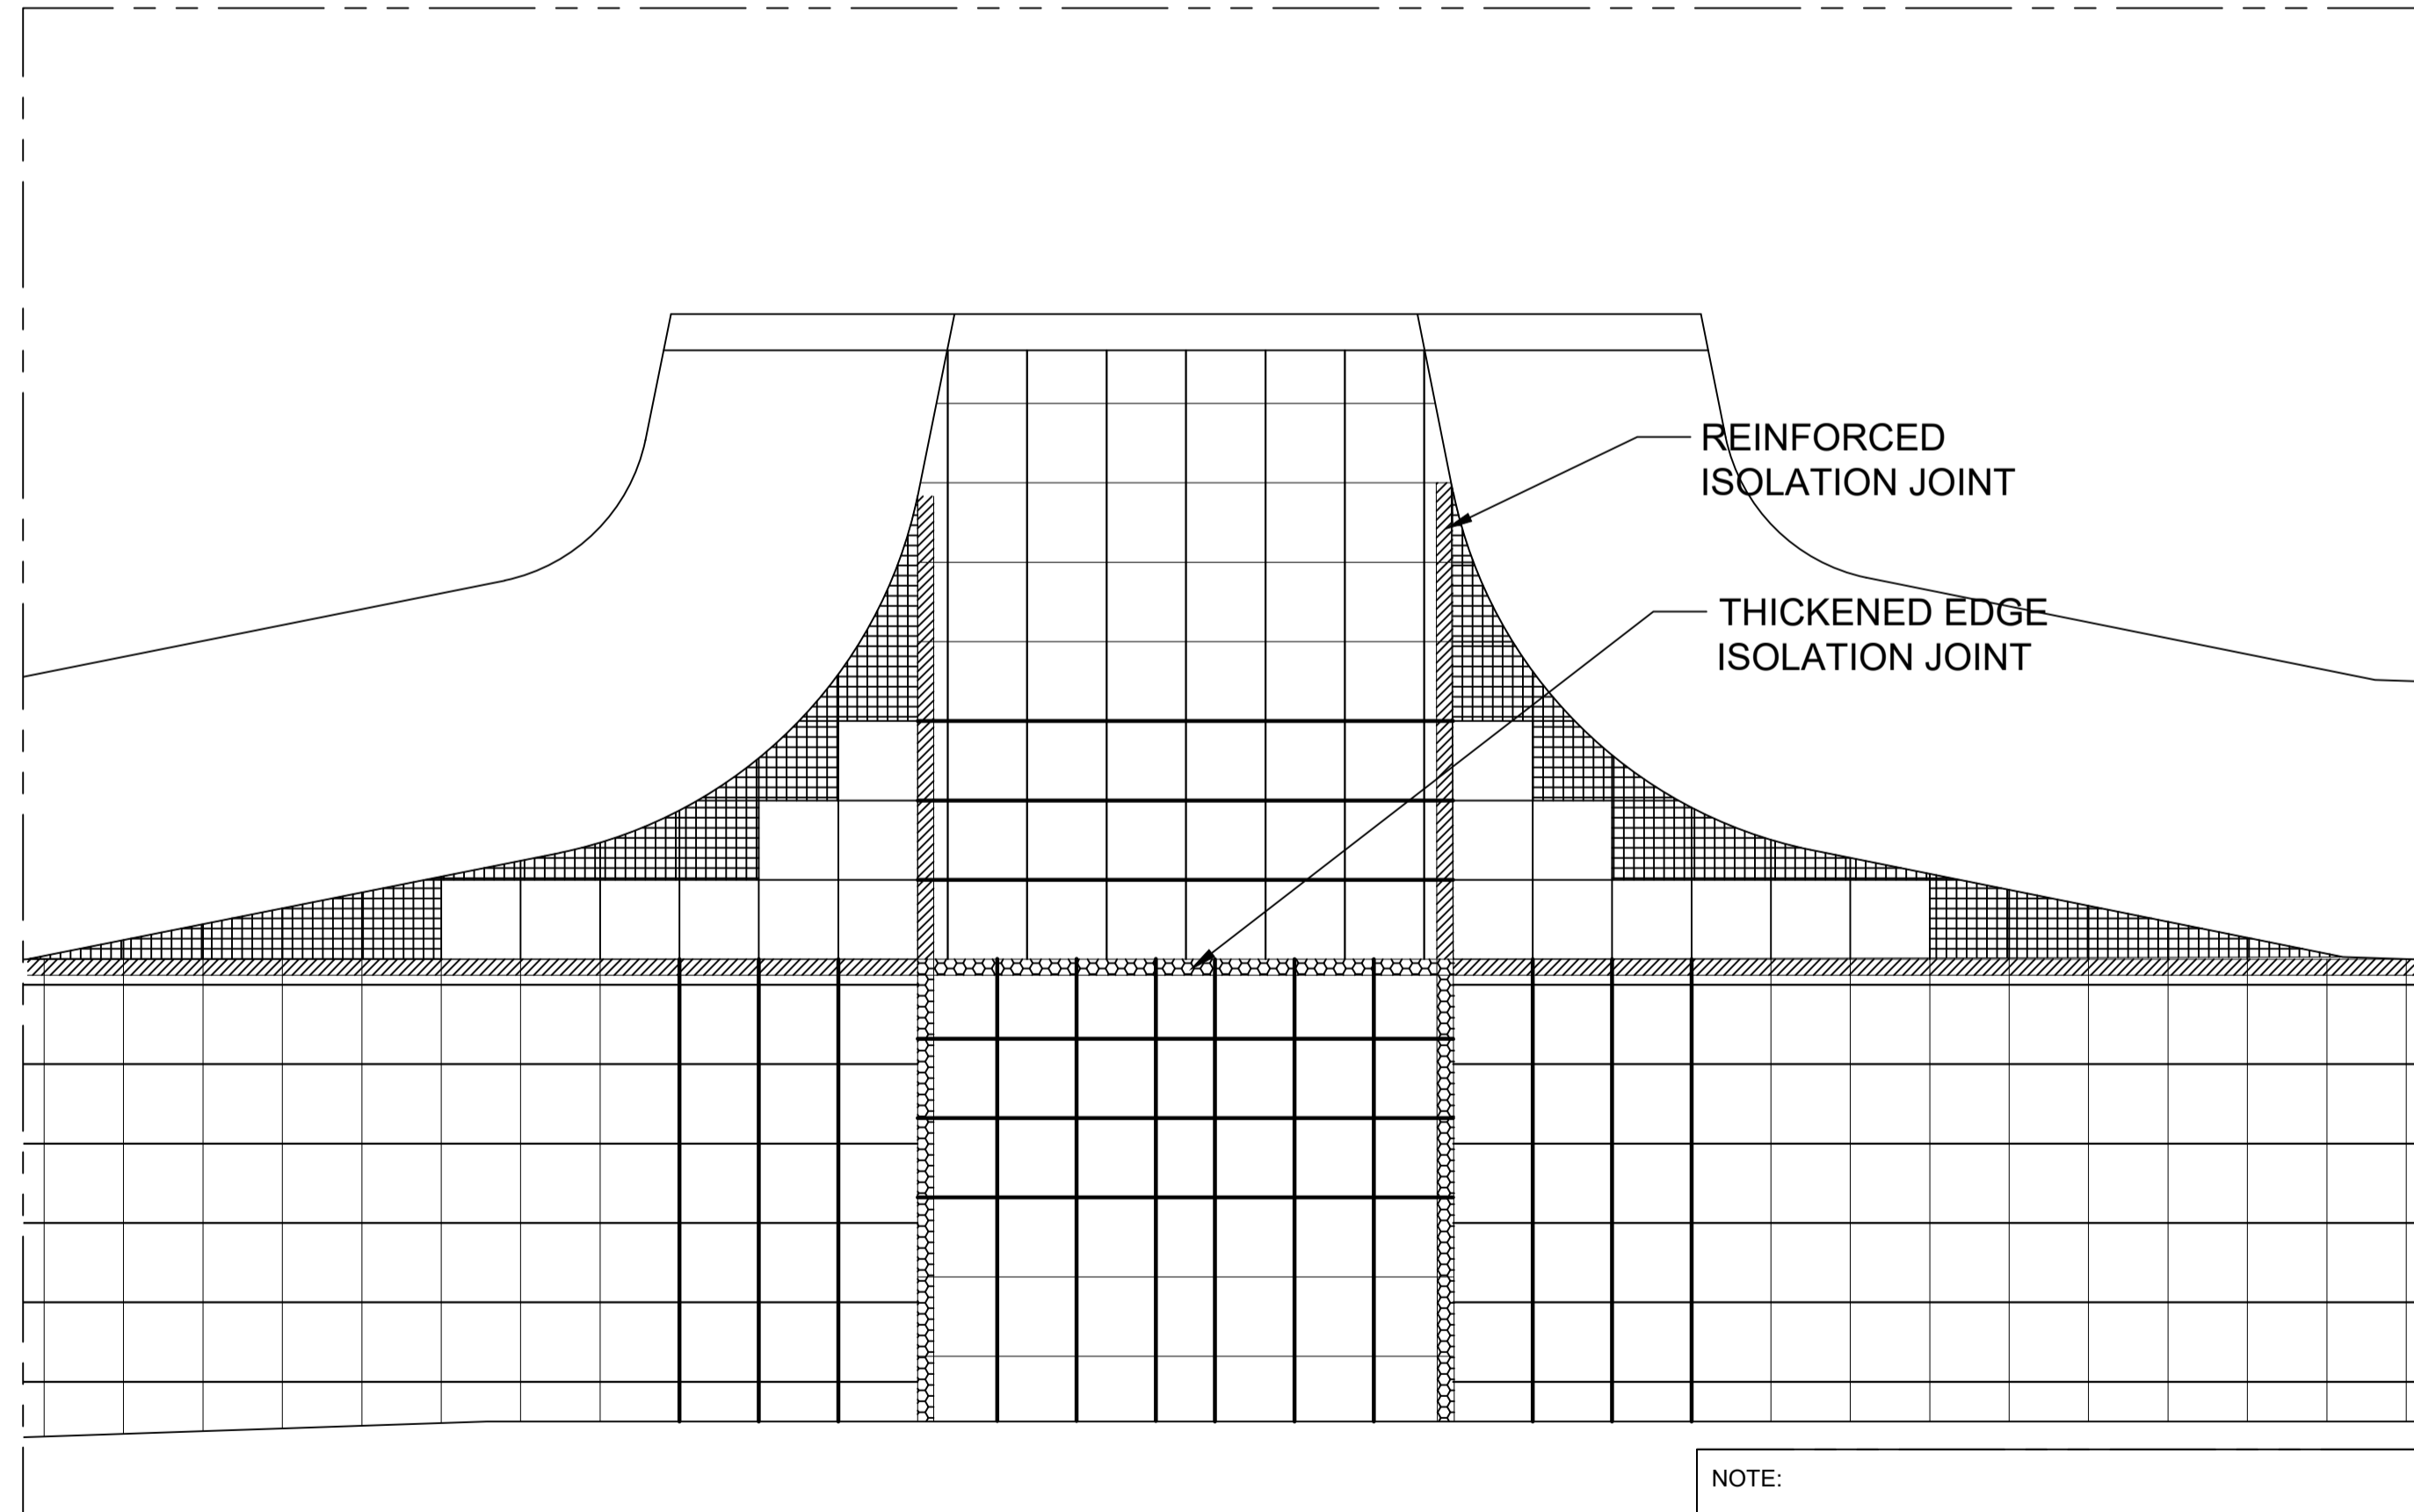 REINFORCED
ISOLATION JOINT
THICKENED EDGE
ISOLATION JOINT
NOTE: